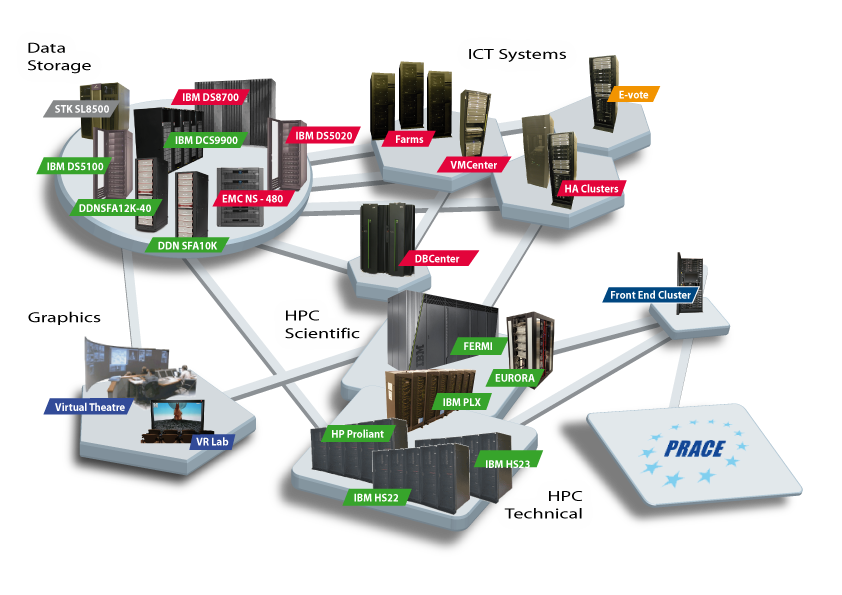 Data
Storage
ICT Systems
STK SL8500
IBM DS8700
E-vote
IBM DCS9900
IBM DS5020
Farms
IBM DS5100
VMCenter
EMC NS - 480
HA Clusters
DDNSFA12K-40
DDN SFA10K
DBCenter
Front End Cluster
Graphics
HPC
Scientific
FERMI
EURORA
IBM PLX
Virtual Theatre
VR Lab
HP Proliant
IBM HS23
IBM HS22
PRACE
HPC
Technical